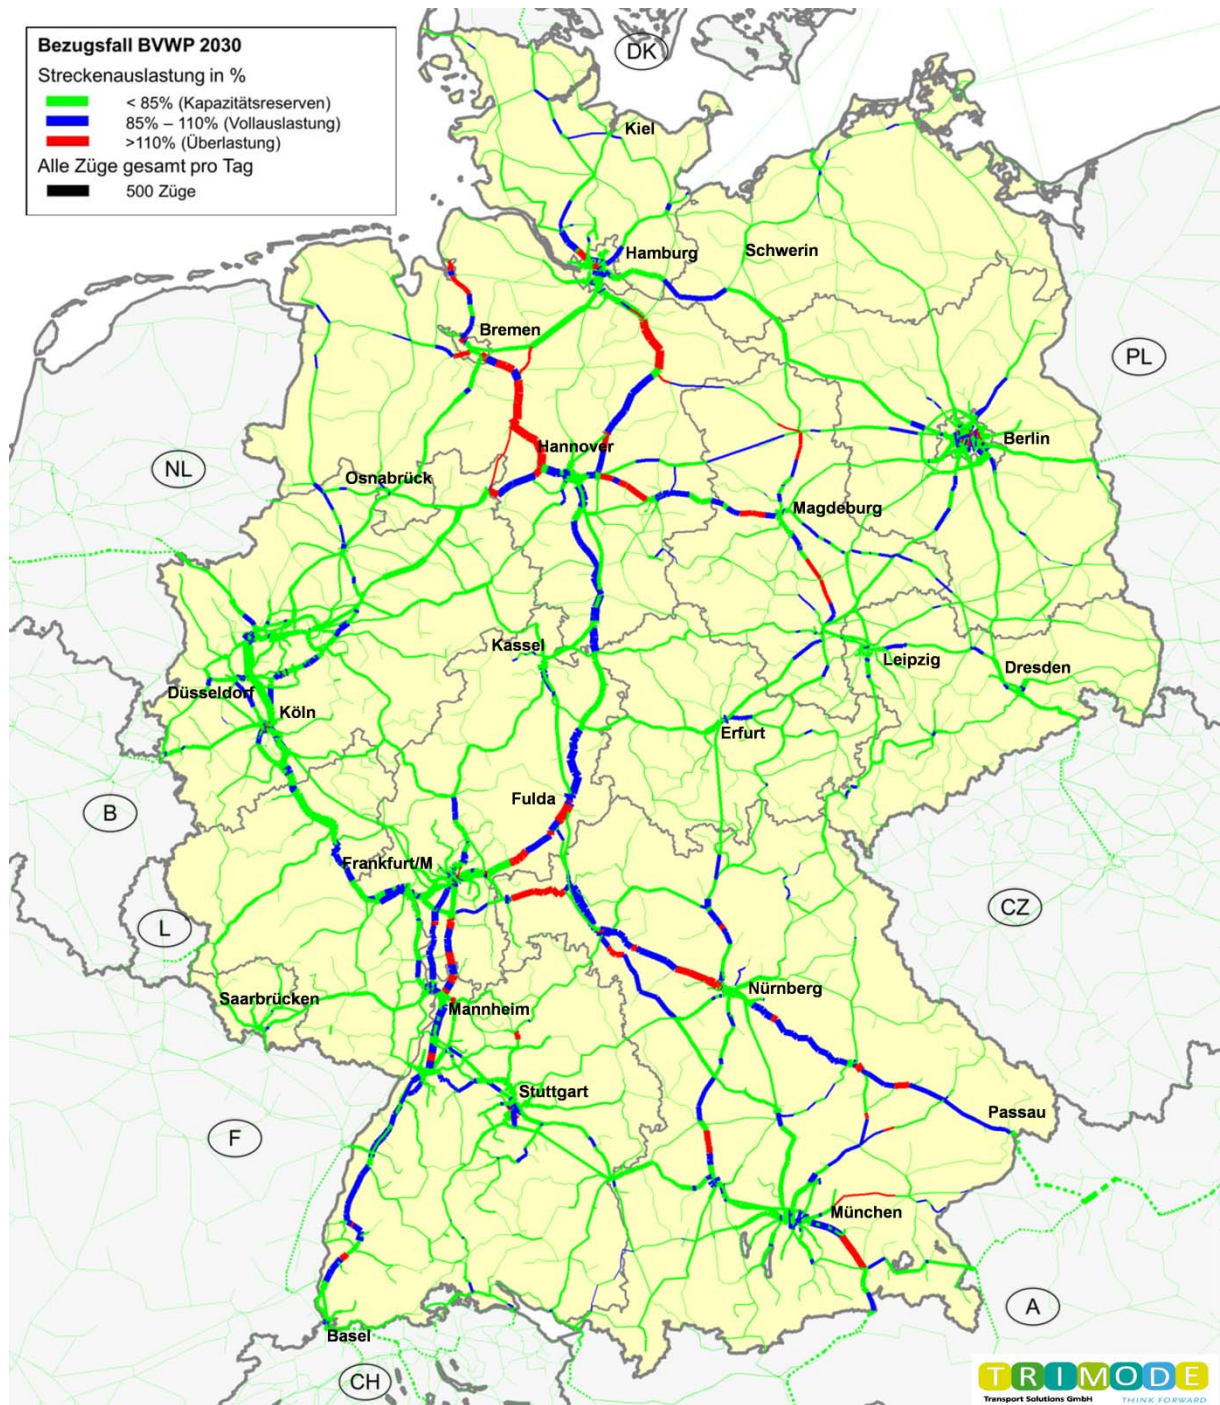 Bezugsfall BVWP 2030
Streckenauslastung in %
< 85% (Kapazitätsreserven)
85% – 110% (Vollauslastung)
>110% (Überlastung)
Alle Züge gesamt pro Tag
500 Züge
DK
Kiel
Hamburg
Schwerin
Bremen
PL
Berlin
Hannover
NL
Osnabrück
Magdeburg
Kassel
Leipzig
Dresden
Düsseldorf
Köln
Erfurt
B
Fulda
Frankfurt/M
CZ
L
Saarbrücken
Nürnberg
Mannheim
Stuttgart
Passau
F
München
A
Basel
CH
TRIMODE
Transport Solutions GmbH THINK FORWARD